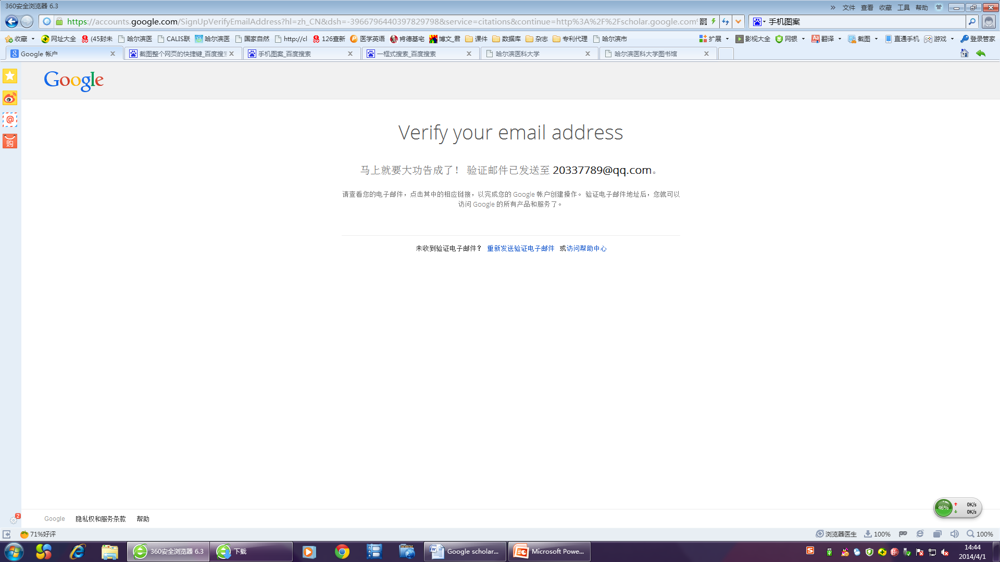 360安全浏览器 6.3
» 文件 查看 收藏 工具 帮助
https://accounts.google.com/SignUpVerifyEmailAddress?hl=zh_CN&dsh=-3966796440397829798&service=citations&continue=http%3A%2F%2Fscholar.google.com%
手机图案
收藏 网址大全 (45封未 哈尔滨医 CALIS联 哈尔滨医 国家自然 http://cl 126查新 医学英语 肯德基宅 博文_君 课件 数据库 杂志 专利代理 哈尔滨市 扩展 影视大全 网银 翻译 截图 直通手机 游戏 登录管家
Google 帐户 截图整个网页的快捷键_百度搜索 手机图案_百度搜索 一框式搜索_百度搜索 哈尔滨医科大学 哈尔滨医科大学图书馆
Google
购
Verify your email address
马上就要大功告成了! 验证邮件已发送至 20337789@qq.com。
请查看您的电子邮件,点击其中的相应链接,以完成您的 Google 帐户创建操作。 验证电子邮件地址后,您就可以
访问 Google 的所有产品和服务了。
未收到验证电子邮件? 重新发送验证电子邮件 或访问帮助中心
46% 0K/s
0K/s
2
Google 隐私权和服务条款 帮助
71%好评
浏览器医生 100% 100%
360安全浏览器 6.3 下载 Google scholar... Microsoft Powe...
14:44
2014/4/1